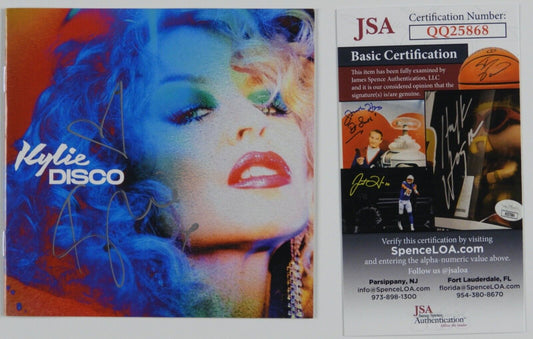 Kylie
DISCO
JSA
Certification Number:
QQ25868
Basic Certification
This item has been fully examined by
James Spence Authentication, LLC
and it is our considered opinion that the
signature(s) is/are genuine.
Verify this certification by visiting
SpenceLOA.com
and entering the alpha-numeric value above.
Follow us @jsaloa
Parsippany, NJ
info@SpenceLOA.com
973-898-1300
Fort Lauderdale, FL
florida@SpenceLOA.com
954-380-8670
JSA
James Spence
Authentication